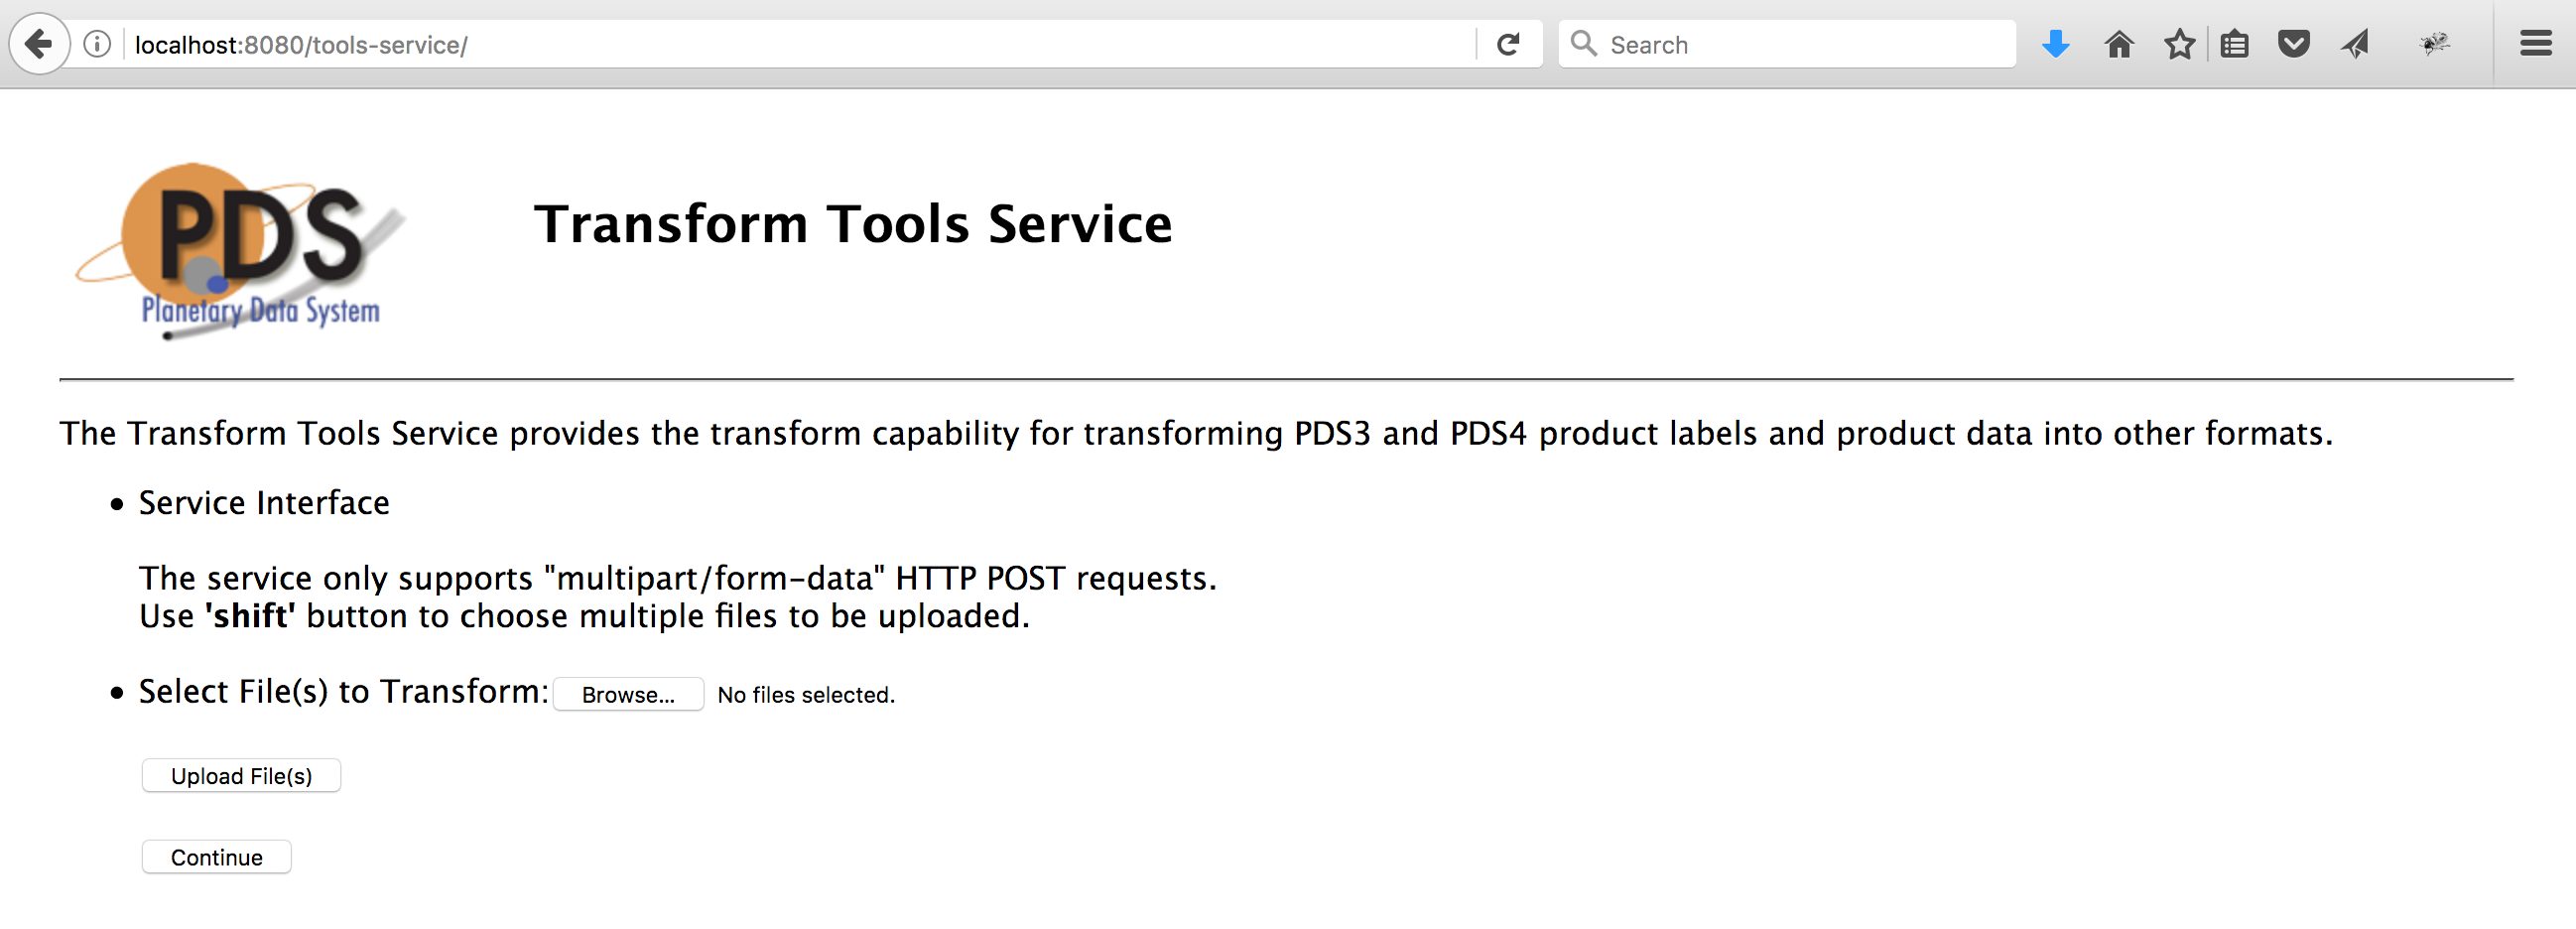 localhost:8080/tools-service/
Search
PDS
Planetary Data System
Transform Tools Service
The Transform Tools Service provides the transform capability for transforming PDS3 and PDS4 product labels and product data into other formats.
Service Interface
The service only supports "multipart/form-data" HTTP POST requests.
Use 'shift' button to choose multiple files to be uploaded.
Select File(s) to Transform: Browse... No files selected.
Upload File(s)
Continue